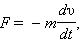 F = − m dv/dt,